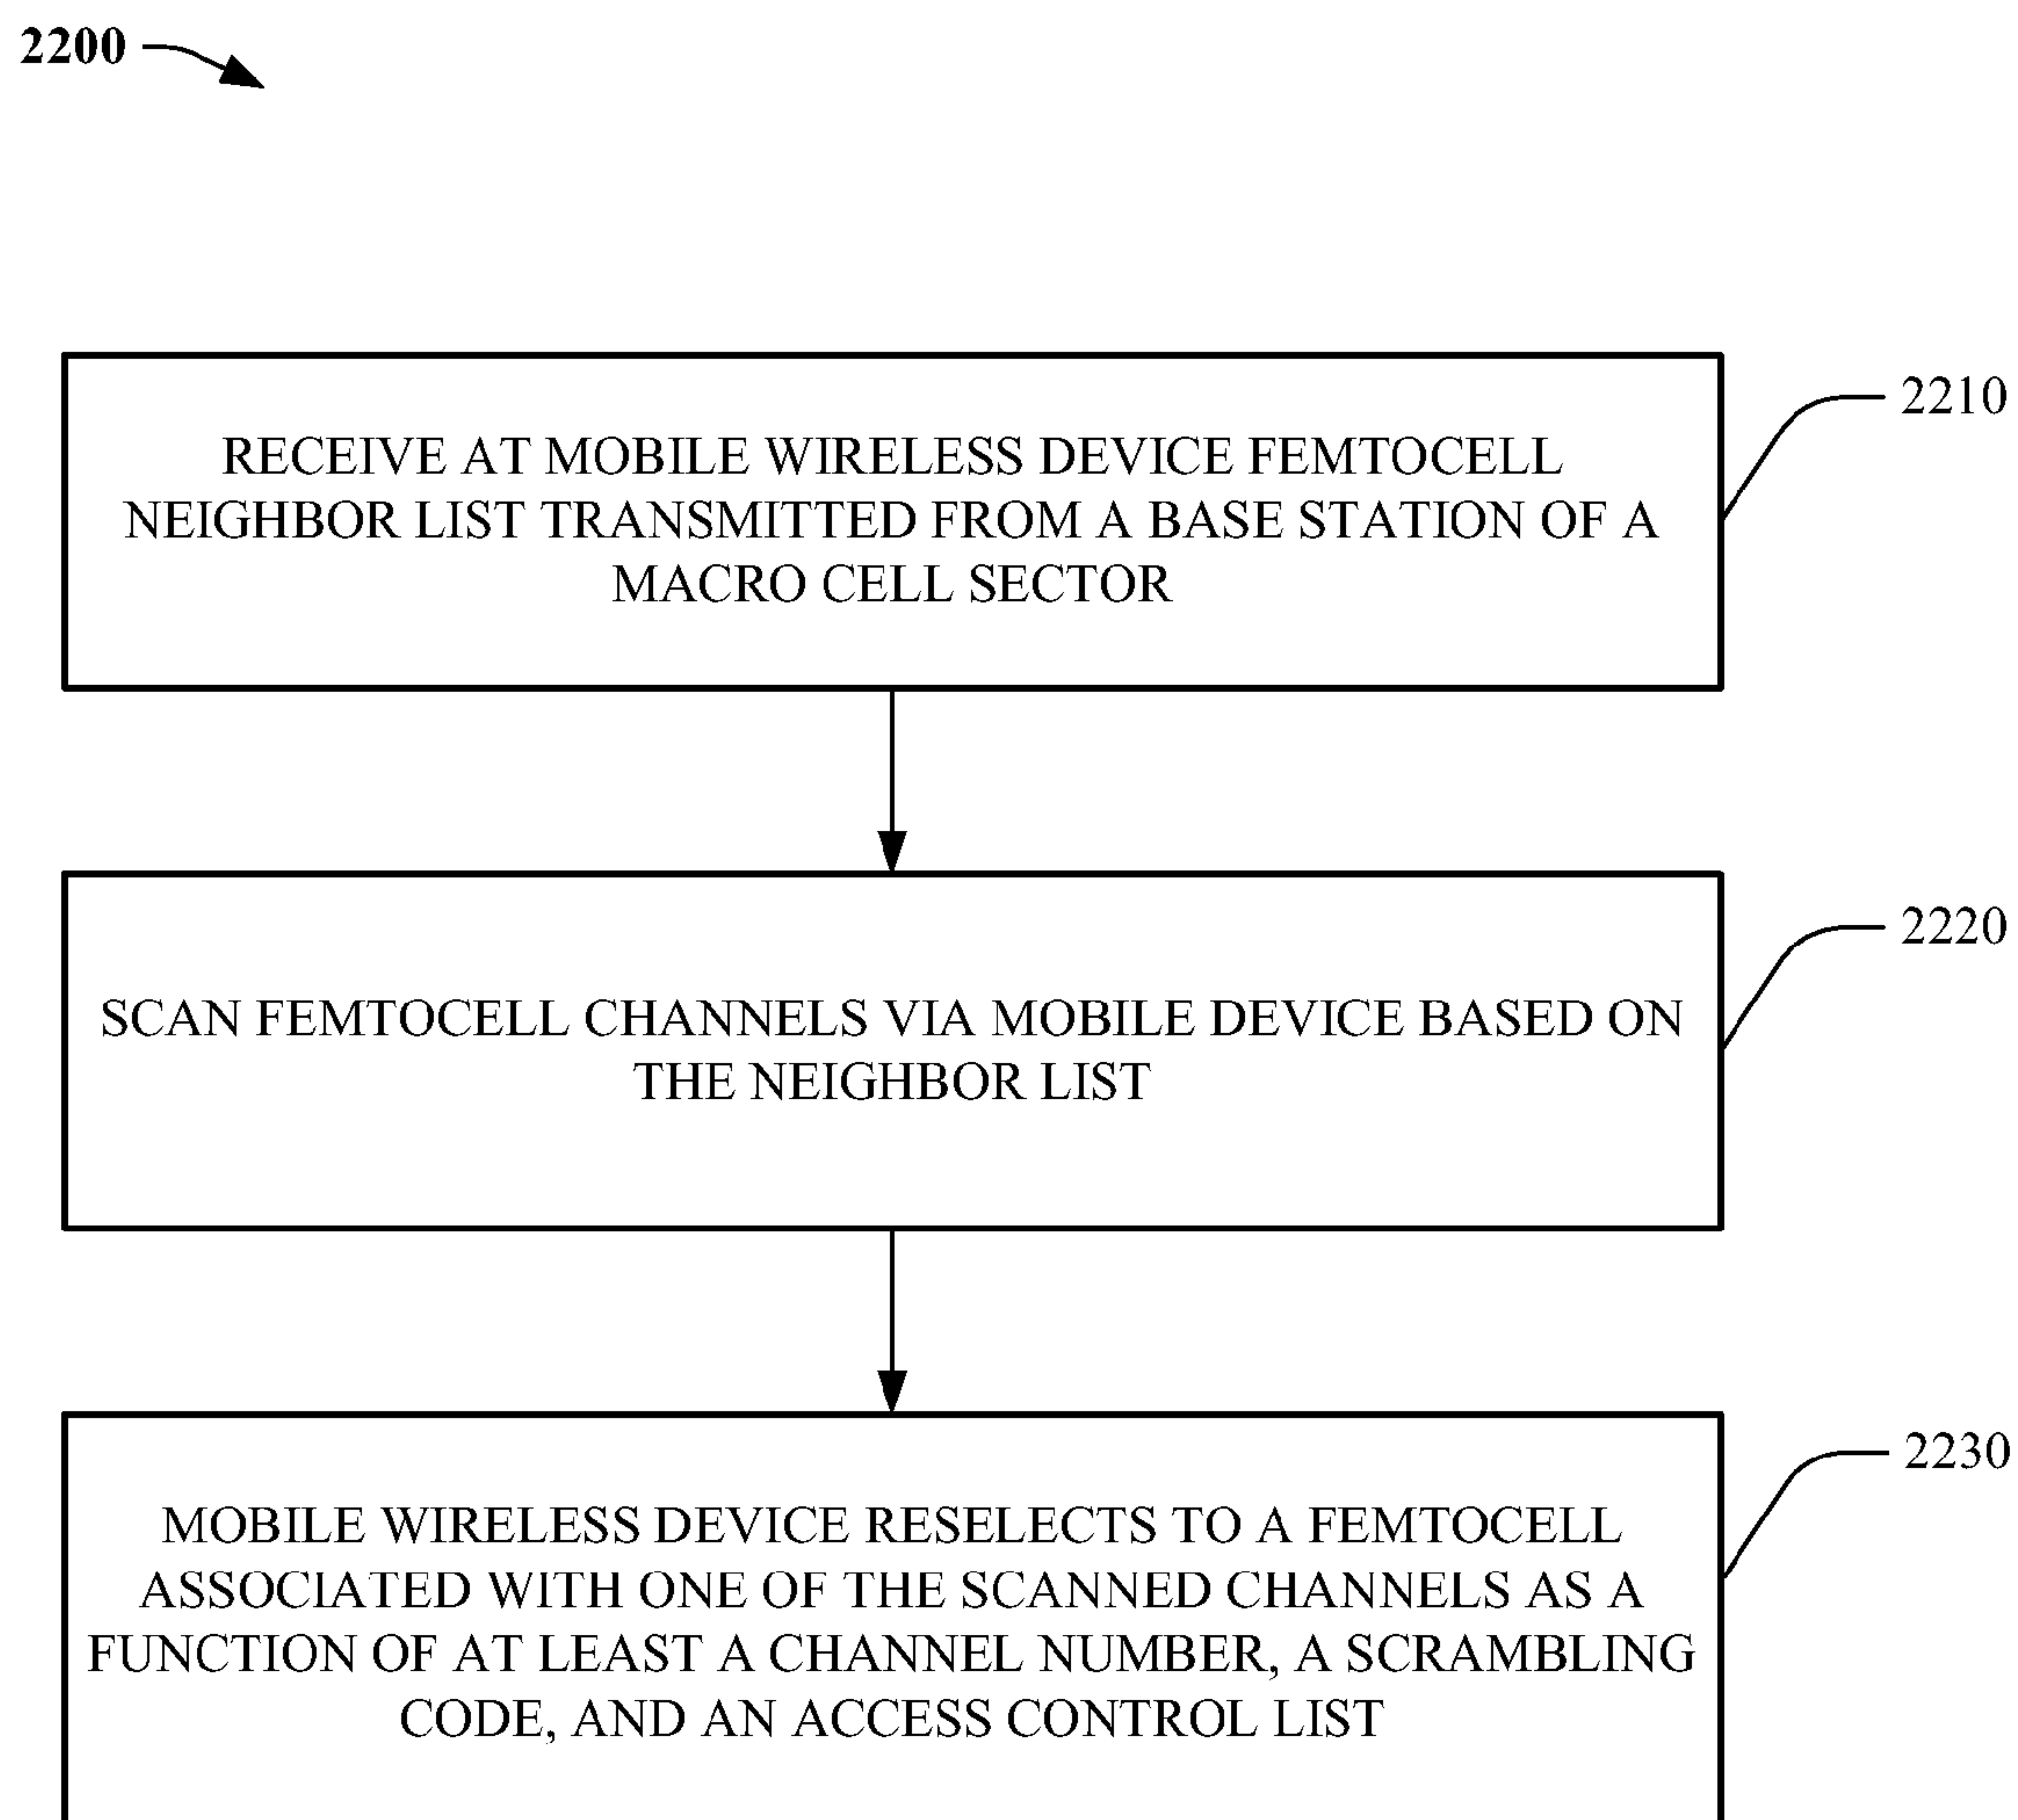 2200
2210
RECEIVE AT MOBILE WIRELESS DEVICE FEMTOCELL
NEIGHBOR LIST TRANSMITTED FROM A BASE STATION OF A
MACRO CELL SECTOR
2220
SCAN FEMTOCELL CHANNELS VIA MOBILE DEVICE BASED ON
THE NEIGHBOR LIST
2230
MOBILE WIRELESS DEVICE RESELECTS TO A FEMTOCELL
ASSOCIATED WITH ONE OF THE SCANNED CHANNELS AS A
FUNCTION OF AT LEAST A CHANNEL NUMBER, A SCRAMBLING
CODE, AND AN ACCESS CONTROL LIST